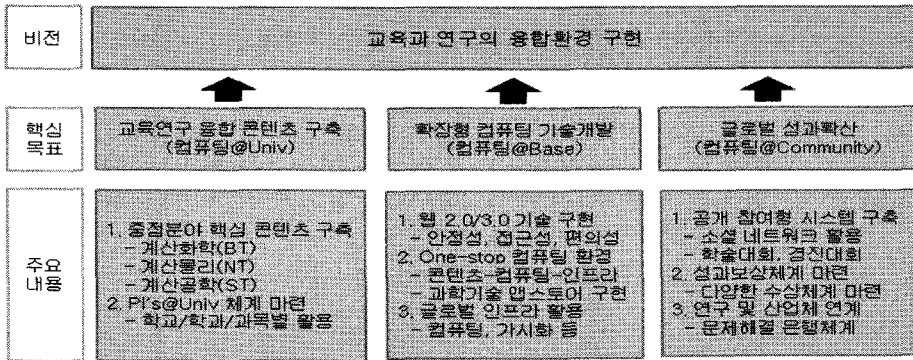 비전
교육과 연구의 융합환경 구현
핵심
목표
교육연구 융합 콘텐츠 구축
(컴퓨팅@Univ)
확장형 컴퓨팅 기술개발
(컴퓨팅@Base)
글로벌 성과확산
(컴퓨팅@Community)
주요
내용
1. 중점분야 핵심 콘텐츠 구축
- 계산화학(BT)
- 계산물리(NT)
- 계산공학(ST)
2. PI's@Univ 체계 마련
- 학교/학과/과목별 활용
1. 웹 2.0/3.0 기술 구현
- 안정성, 접근성, 편의성
2. One-stop 컴퓨팅 환경
- 콘텐츠-컴퓨팅-인프라
- 과학기술 앱스토어 구현
3. 글로벌 인프라 활용
- 컴퓨팅, 가시화 등
1. 공개 참여형 시스템 구축
- 소셜 네트워크 활용
- 학술대회, 경진대회
2. 성과보상체계 마련
- 다양한 수상체계 마련
3. 연구 및 산업체 연계
- 문제해결 은행체계